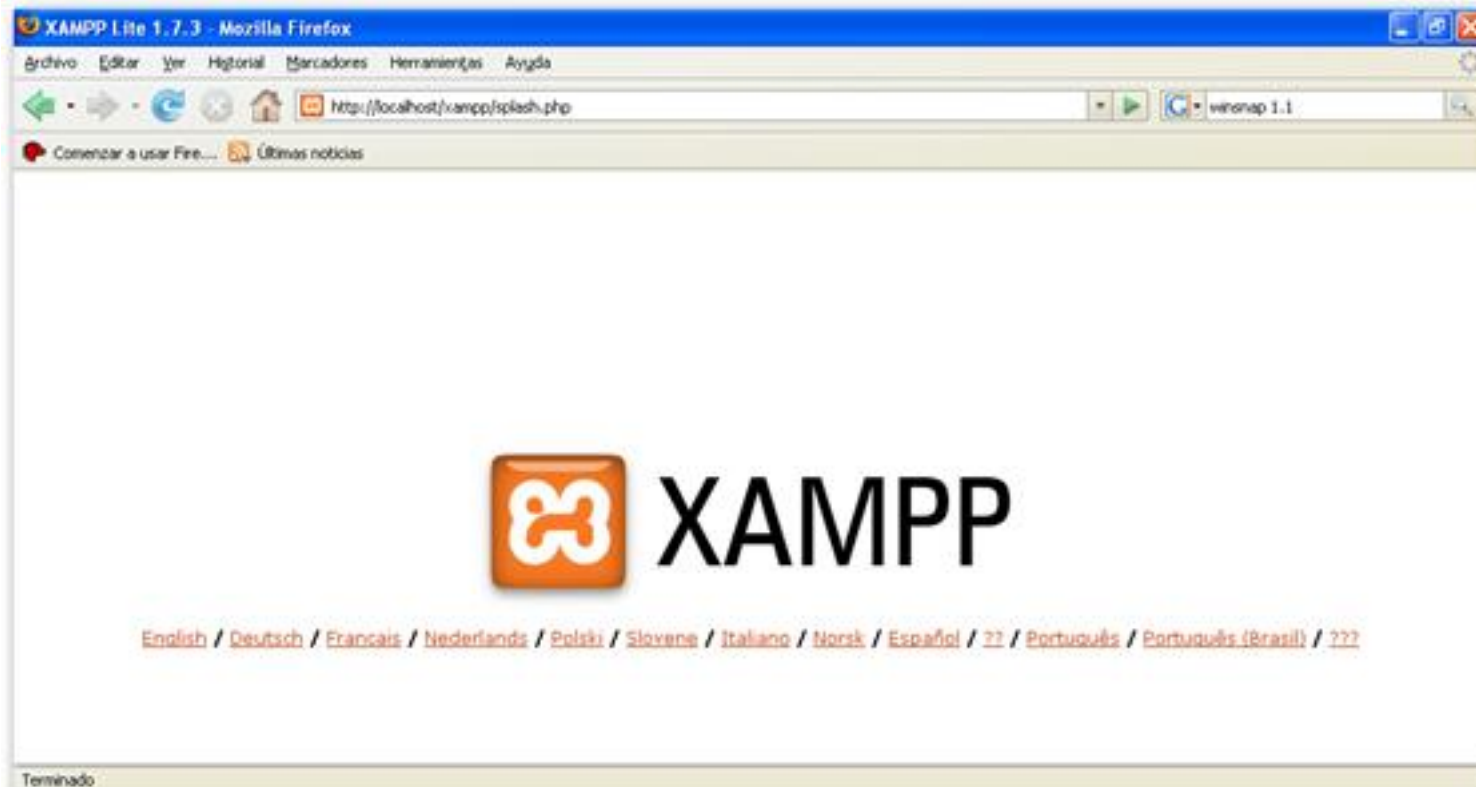 XAMPP Lite 1.7.3 - Mozilla Firefox
Archivo Editar Ver Historial Marcadores Herramientas Ayuda
http://localhost/xampp/splash.php winsnap 1.1
Comenzar a usar Fire.... Últimas noticias
XAMPP
English / Deutsch / Francais / Nederlands / Polski / Slovene / Italiano / Norsk / Español / ?? / Português / Português (Brasil) / ???
Terminado